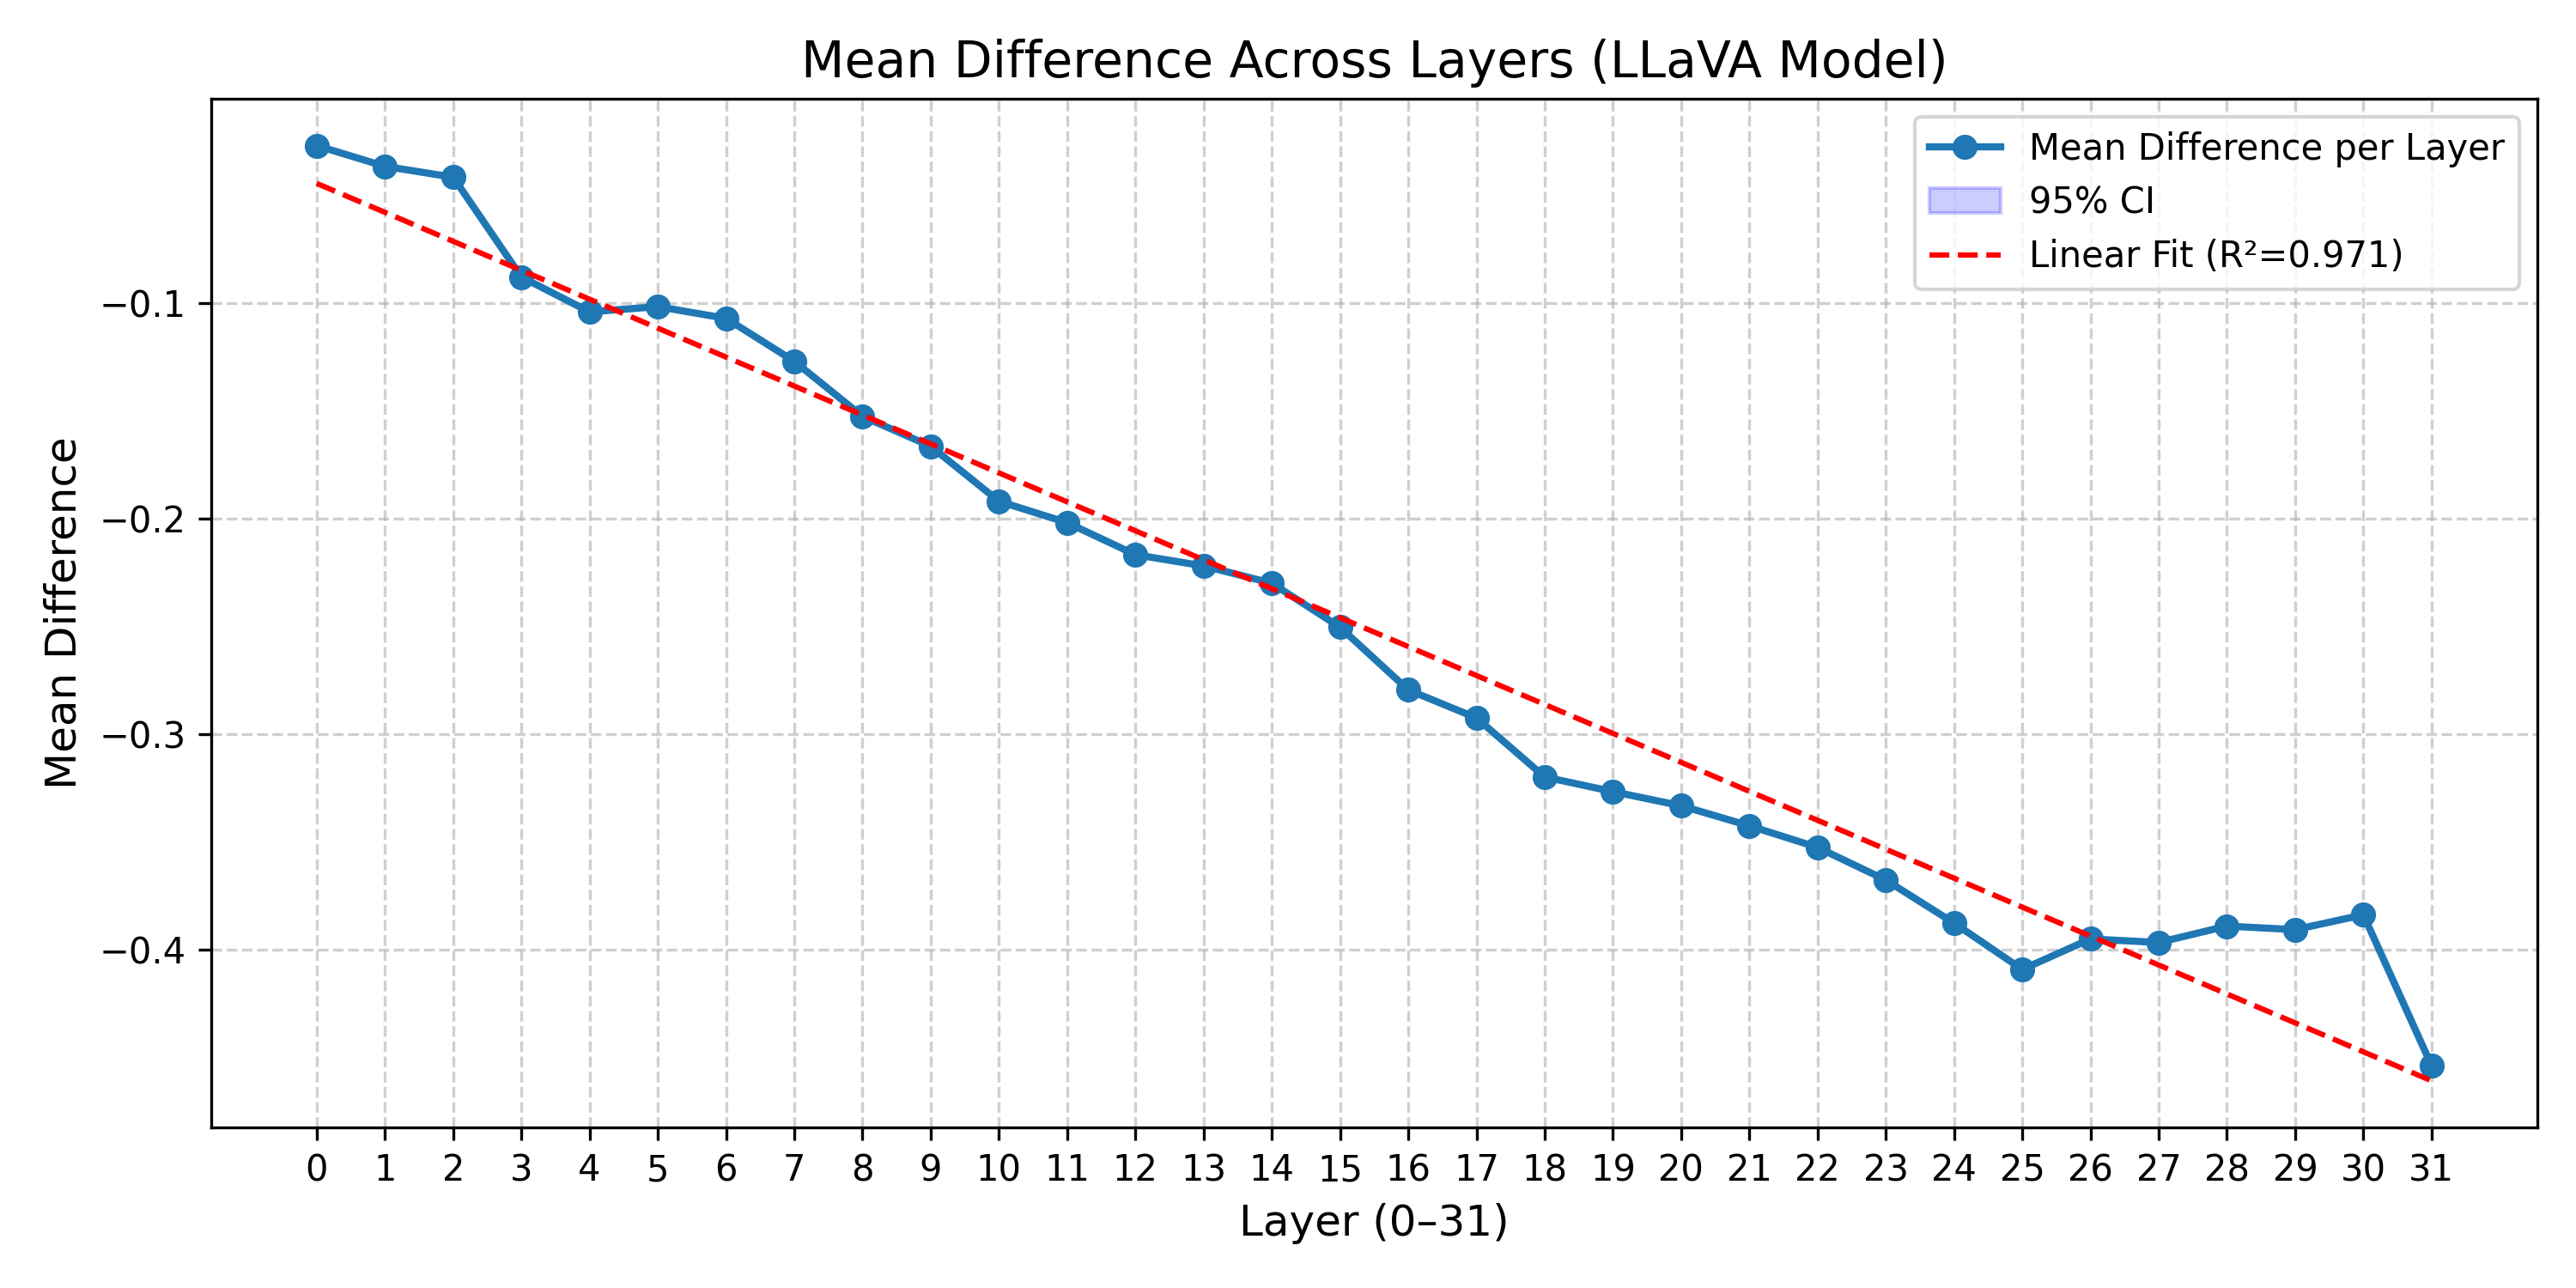 Mean Difference Across Layers (LLaVA Model)
Mean Difference per Layer
95% CI
Linear Fit (R²=0.971)
Mean Difference
−0.1
−0.2
−0.3
−0.4
0 1 2 3 4 5 6 7 8 9 10 11 12 13 14 15 16 17 18 19 20 21 22 23 24 25 26 27 28 29 30 31
Layer (0–31)